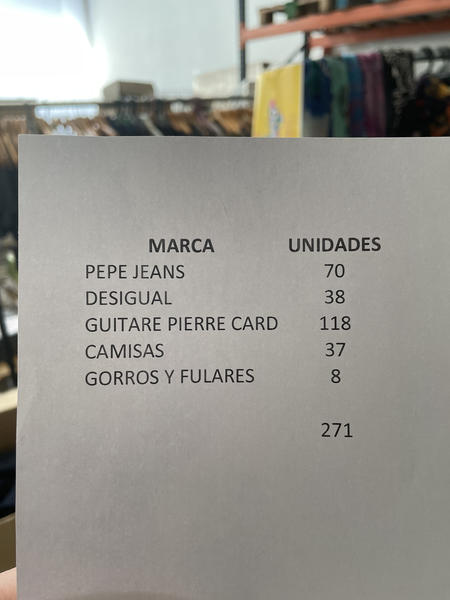 MARCA UNIDADES
PEPE JEANS 70
DESIGUAL 38
GUITARE PIERRE CARD 118
CAMISAS 37
GORROS Y FULARES 8
271